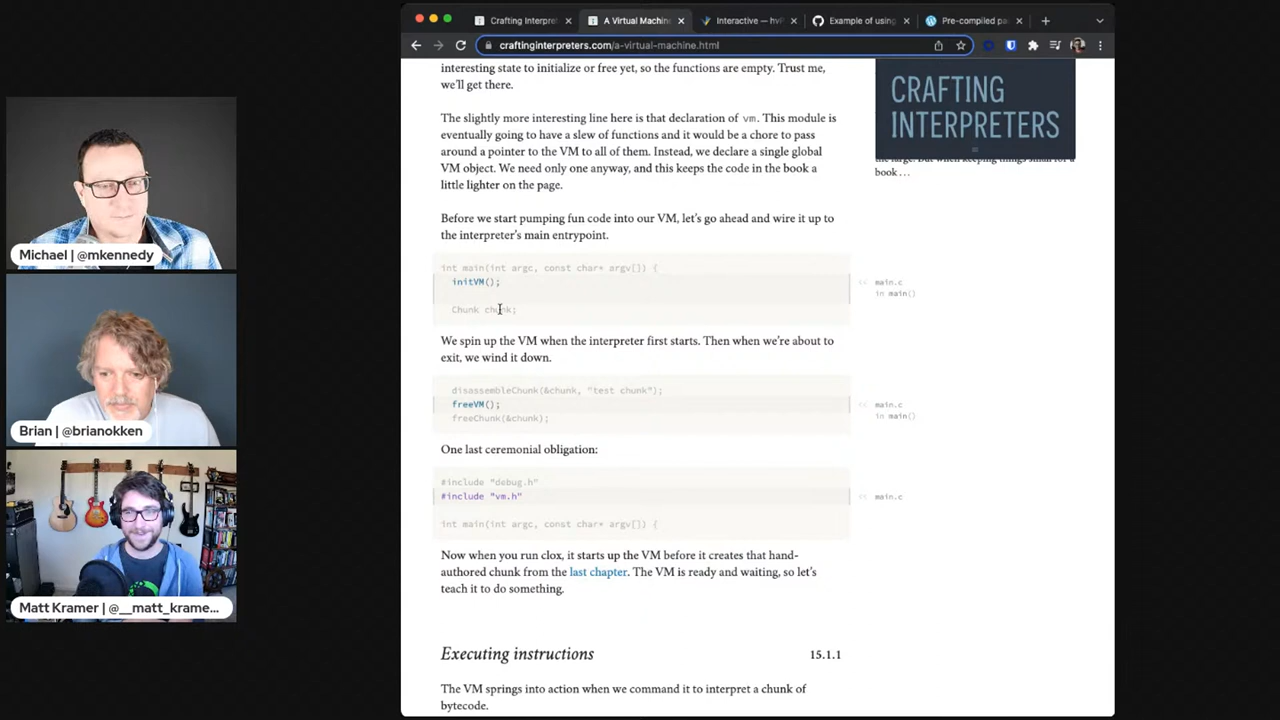 Crafting Interpre
A Virtual Machin
Interactive — hvP
Example of using
Pre-compiled pa
craftinginterpreters.com/a-virtual-machine.html
interesting state to initialize or free yet, so the functions are empty. Trust me,
we'll get there.
The slightly more interesting line here is that declaration of vm. This module is
eventually going to have a slew of functions and it would be a chore to pass
around a pointer to the VM to all of them. Instead, we declare a single global
VM object. We need only one anyway, and this keeps the code in the book a
little lighter on the page.
Before we start pumping fun code into our VM, let's go ahead and wire it up to
the interpreter's main entrypoint.
int main(int argc, const char* argv[]) {
initVM();
Chunk chunk;
<< main.c
in main()
We spin up the VM when the interpreter first starts. Then when we're about to
exit, we wind it down.
disassembleChunk(&chunk, "test chunk");
freeVM();
freeChunk(&chunk);
<< main.c
in main()
One last ceremonial obligation:
#include "debug.h"
#include "vm.h"
int main(int argc, const char* argv[]) {
<< main.c
Now when you run clox, it starts up the VM before it creates that hand-
authored chunk from the last chapter. The VM is ready and waiting, so let's
teach it to do something.
Executing instructions 15.1.1
The VM springs into action when we command it to interpret a chunk of
bytecode.
CRAFTING
INTERPRETERS
the large. But when keeping things small for a
book ...
Michael | @mkennedy
Brian | @brianokken
Matt Kramer | @__matt_krame...